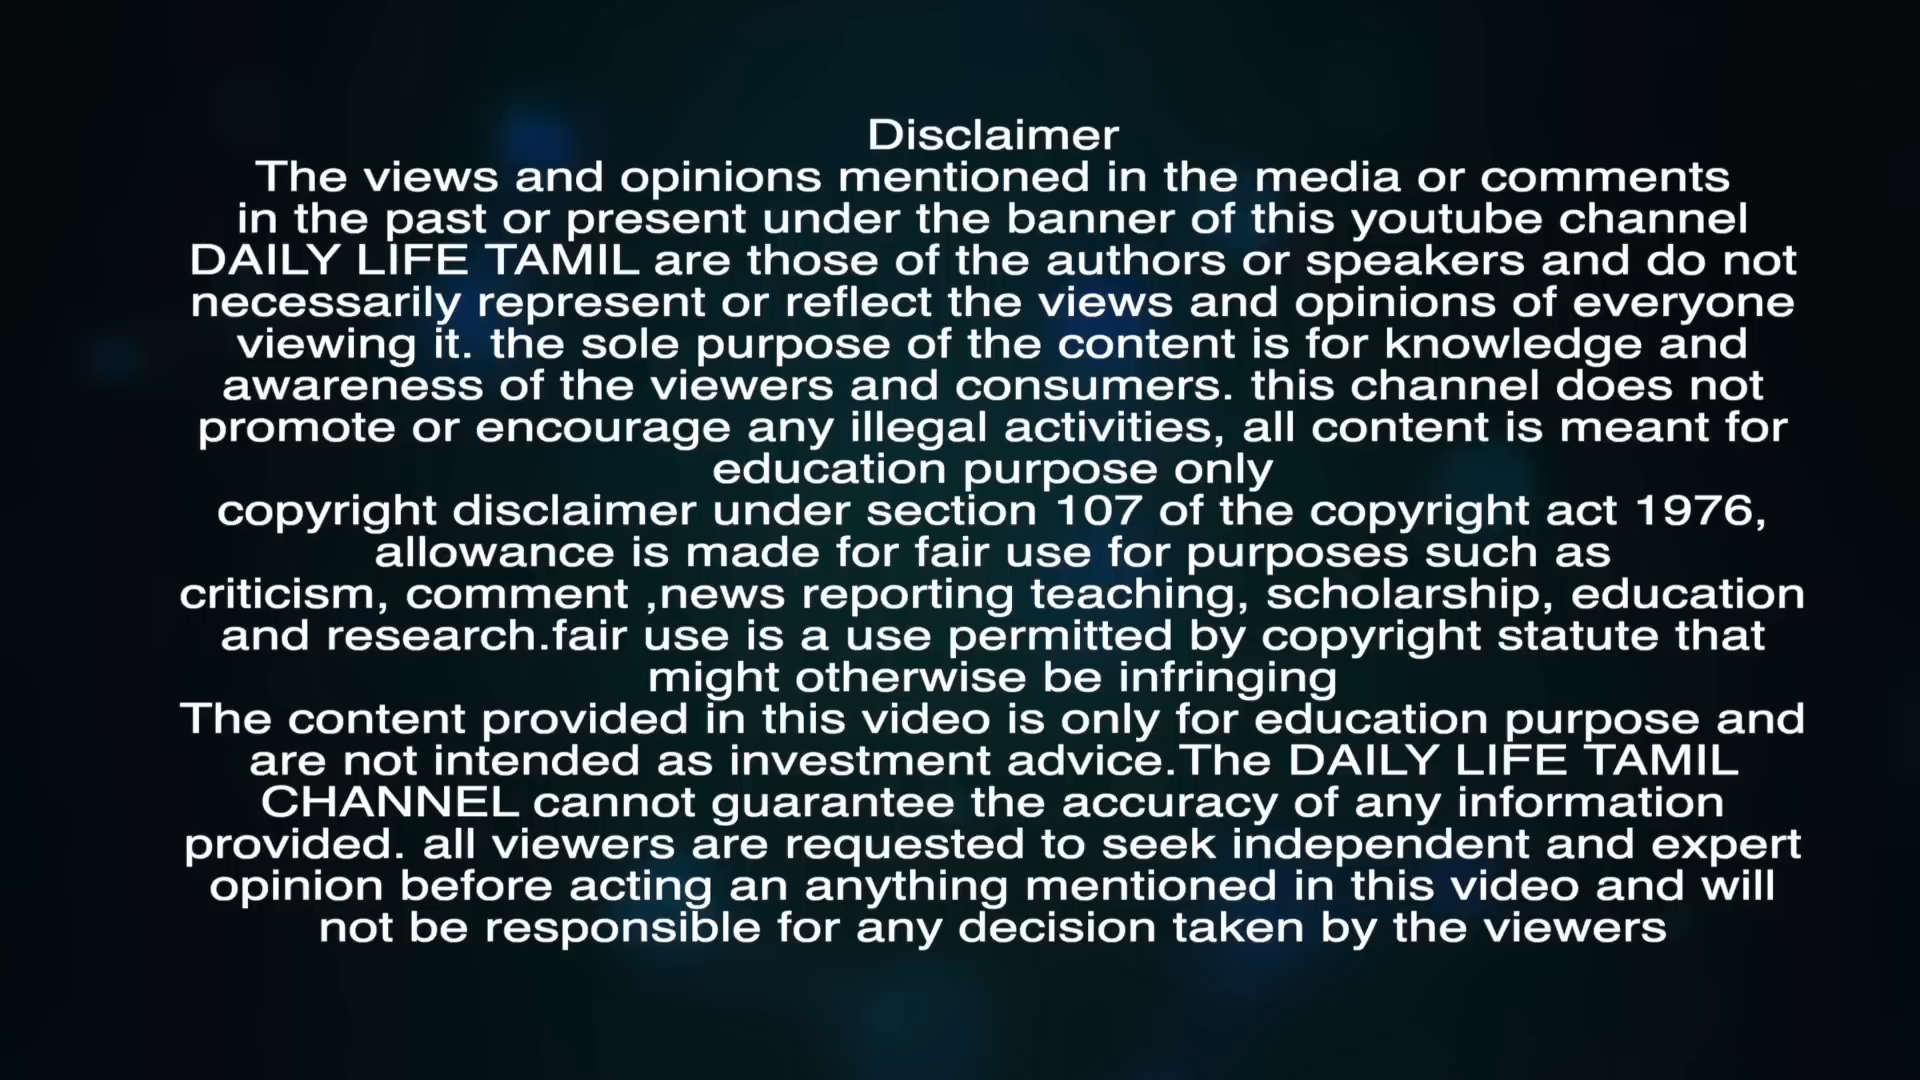 Disclaimer
The views and opinions mentioned in the media or comments
in the past or present under the banner of this youtube channel
DAILY LIFE TAMIL are those of the authors or speakers and do not
necessarily represent or reflect the views and opinions of everyone
viewing it. the sole purpose of the content is for knowledge and
awareness of the viewers and consumers. this channel does not
promote or encourage any illegal activities, all content is meant for
education purpose only
copyright disclaimer under section 107 of the copyright act 1976,
allowance is made for fair use for purposes such as
criticism, comment ,news reporting teaching, scholarship, education
and research.fair use is a use permitted by copyright statute that
might otherwise be infringing
The content provided in this video is only for education purpose and
are not intended as investment advice.The DAILY LIFE TAMIL
CHANNEL cannot guarantee the accuracy of any information
provided. all viewers are requested to seek independent and expert
opinion before acting an anything mentioned in this video and will
not be responsible for any decision taken by the viewers